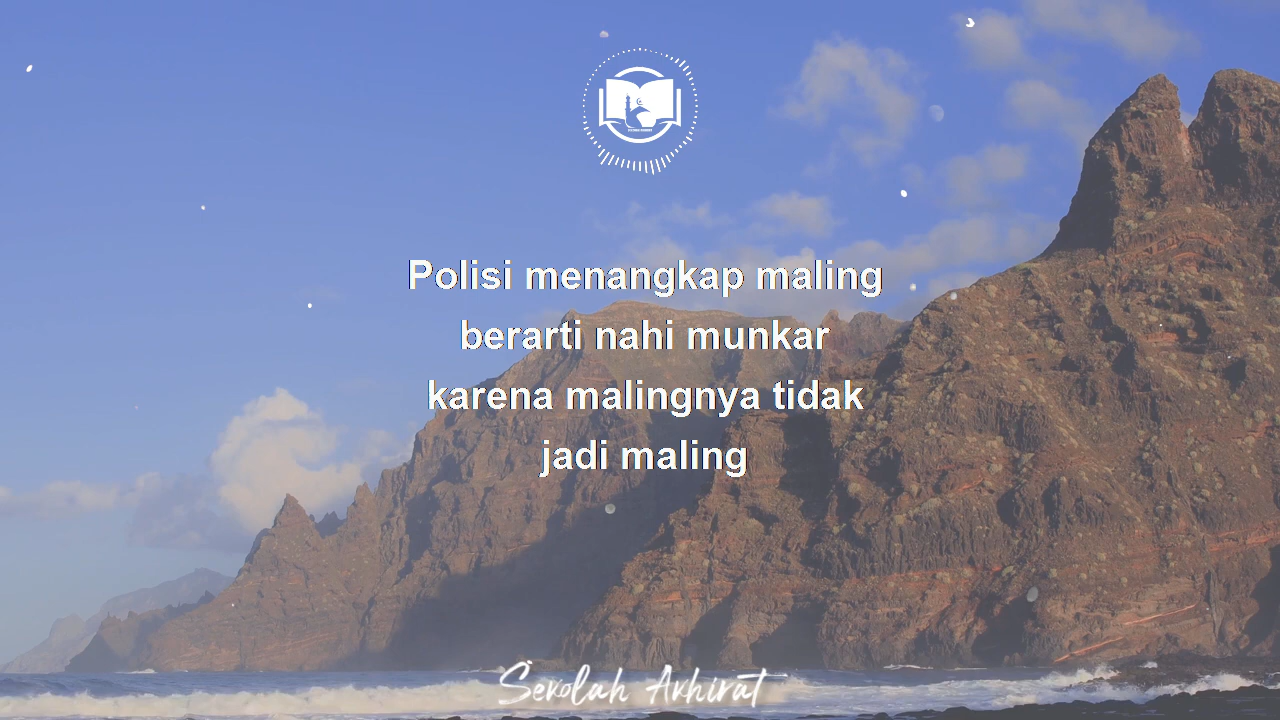 Polisi menangkap maling
berarti nahi munkar
karena malingnya tidak
jadi maling
Sekolah Akhirat